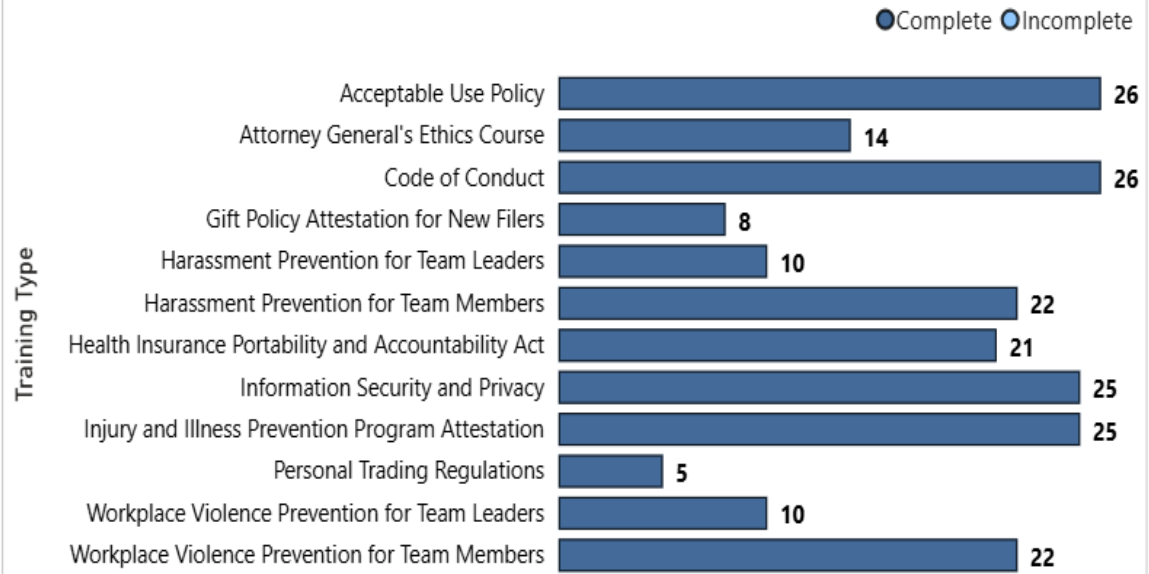 Complete Incomplete
Acceptable Use Policy 26
Attorney General's Ethics Course 14
Code of Conduct 26
Gift Policy Attestation for New Filers 8
Harassment Prevention for Team Leaders 10
Harassment Prevention for Team Members 22
Health Insurance Portability and Accountability Act 21
Information Security and Privacy 25
Injury and Illness Prevention Program Attestation 25
Personal Trading Regulations 5
Workplace Violence Prevention for Team Leaders 10
Workplace Violence Prevention for Team Members 22
Training Type